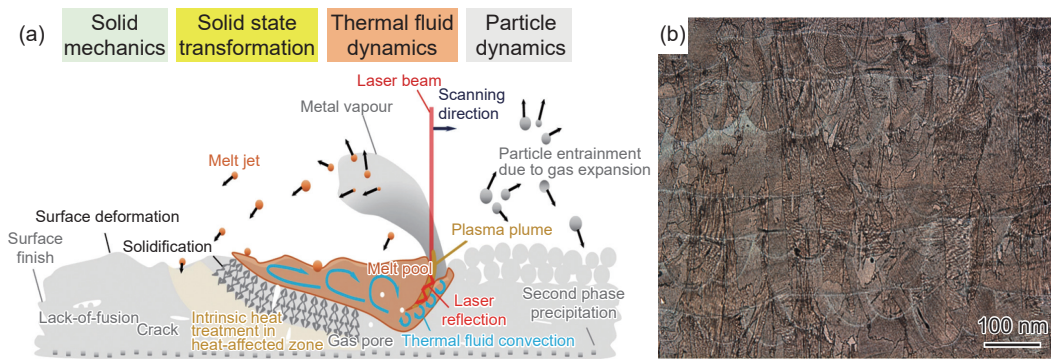 (a)
Solid
mechanics
Solid state
transformation
Thermal fluid
dynamics
Particle
dynamics
Laser beam
Metal vapour
Scanning
direction
Melt jet
Particle entrainment
due to gas expansion
Surface deformation
Surface
finish
Solidification
Plasma plume
Melt pool
Lack-of-fusion
Crack
Intrinsic heat
treatment in
heat-affected zone
Gas pore
Laser
reflection
Thermal fluid convection
Second phase
precipitation
(b)
100 nm